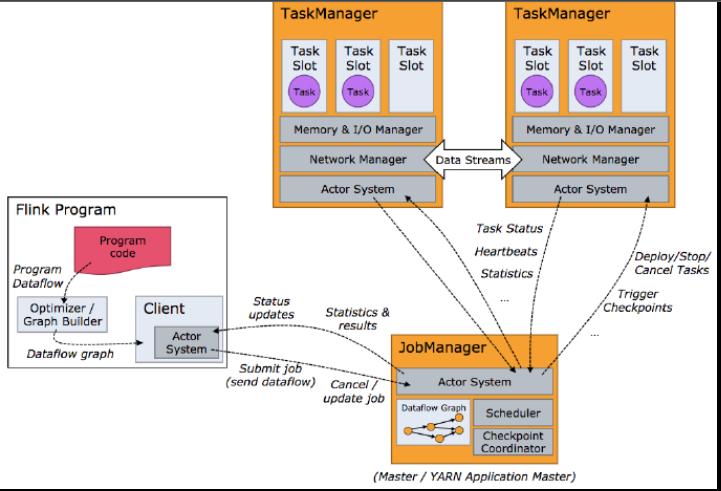 TaskManager
Task Slot
Task
Task Slot
Task
Task Slot
Memory & I/O Manager
Network Manager
Actor System
TaskManager
Task Slot
Task
Task Slot
Task
Task Slot
Memory & I/O Manager
Network Manager
Actor System
Data Streams
Flink Program
Program
code
Program
Dataflow
Optimizer /
Graph Builder
Dataflow graph
Client
Actor
System
Task Status
Heartbeats
Statistics
...
Deploy/Stop/
Cancel Tasks
Trigger
Checkpoints
...
Status
updates
Statistics &
results
Submit job
(send dataflow)
Cancel /
update job
JobManager
Actor System
Dataflow Graph
Scheduler
Checkpoint
Coordinator
(Master / YARN Application Master)